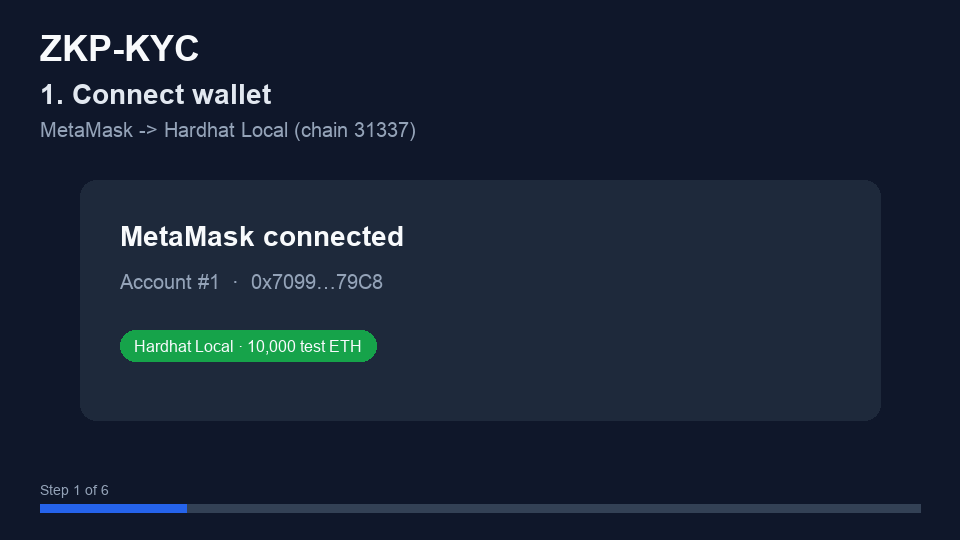 ZKP-KYC
1. Connect wallet
MetaMask -> Hardhat Local (chain 31337)
MetaMask connected
Account #1 · 0x7099…79C8
Hardhat Local · 10,000 test ETH
Step 1 of 6